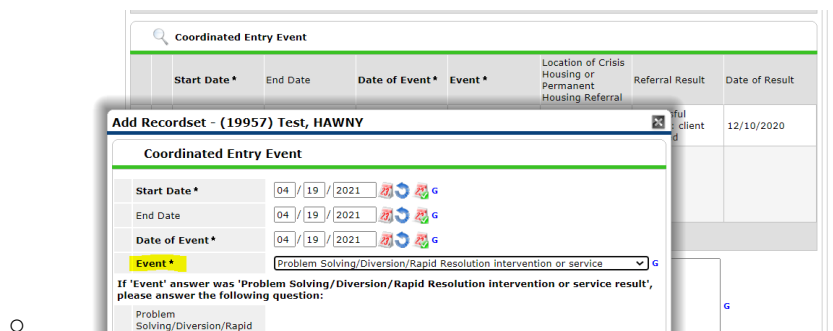 Coordinated Entry Event
Start Date * End Date Date of Event * Event * Location of Crisis Housing or Permanent Housing Referral Referral Result Date of Result
client 12/10/2020
Add Recordset - (19957) Test, HAWNY
Coordinated Entry Event
Start Date * 04 / 19 / 2021 G
End Date 04 / 19 / 2021 G
Date of Event * 04 / 19 / 2021 G
Event * Problem Solving/Diversion/Rapid Resolution intervention or service G
If 'Event' answer was 'Problem Solving/Diversion/Rapid Resolution intervention or service result',
please answer the following question:
G
Problem
Solving/Diversion/Rapid